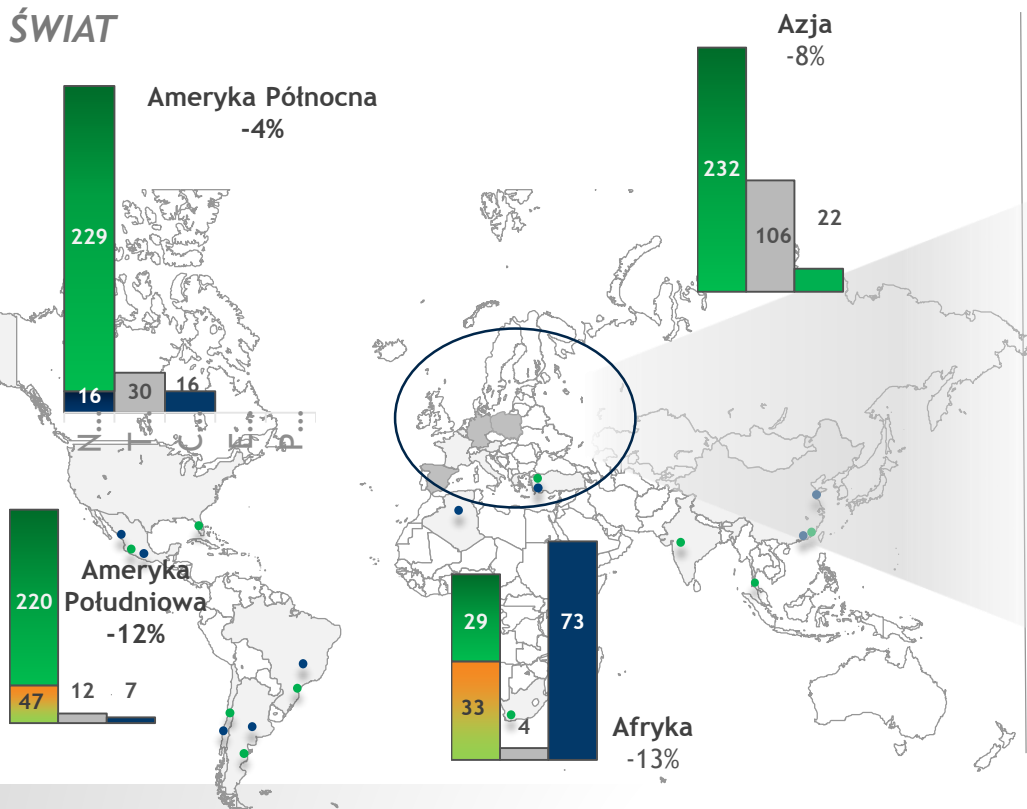 ŚWIAT
Ameryka Północna
-4%
229
16
30
16
N...
T...
C...
E...
P...
Azja
-8%
232
106
22
Ameryka
Południowa
-12%
220
47
12
7
29
33
4
73
Afryka
-13%